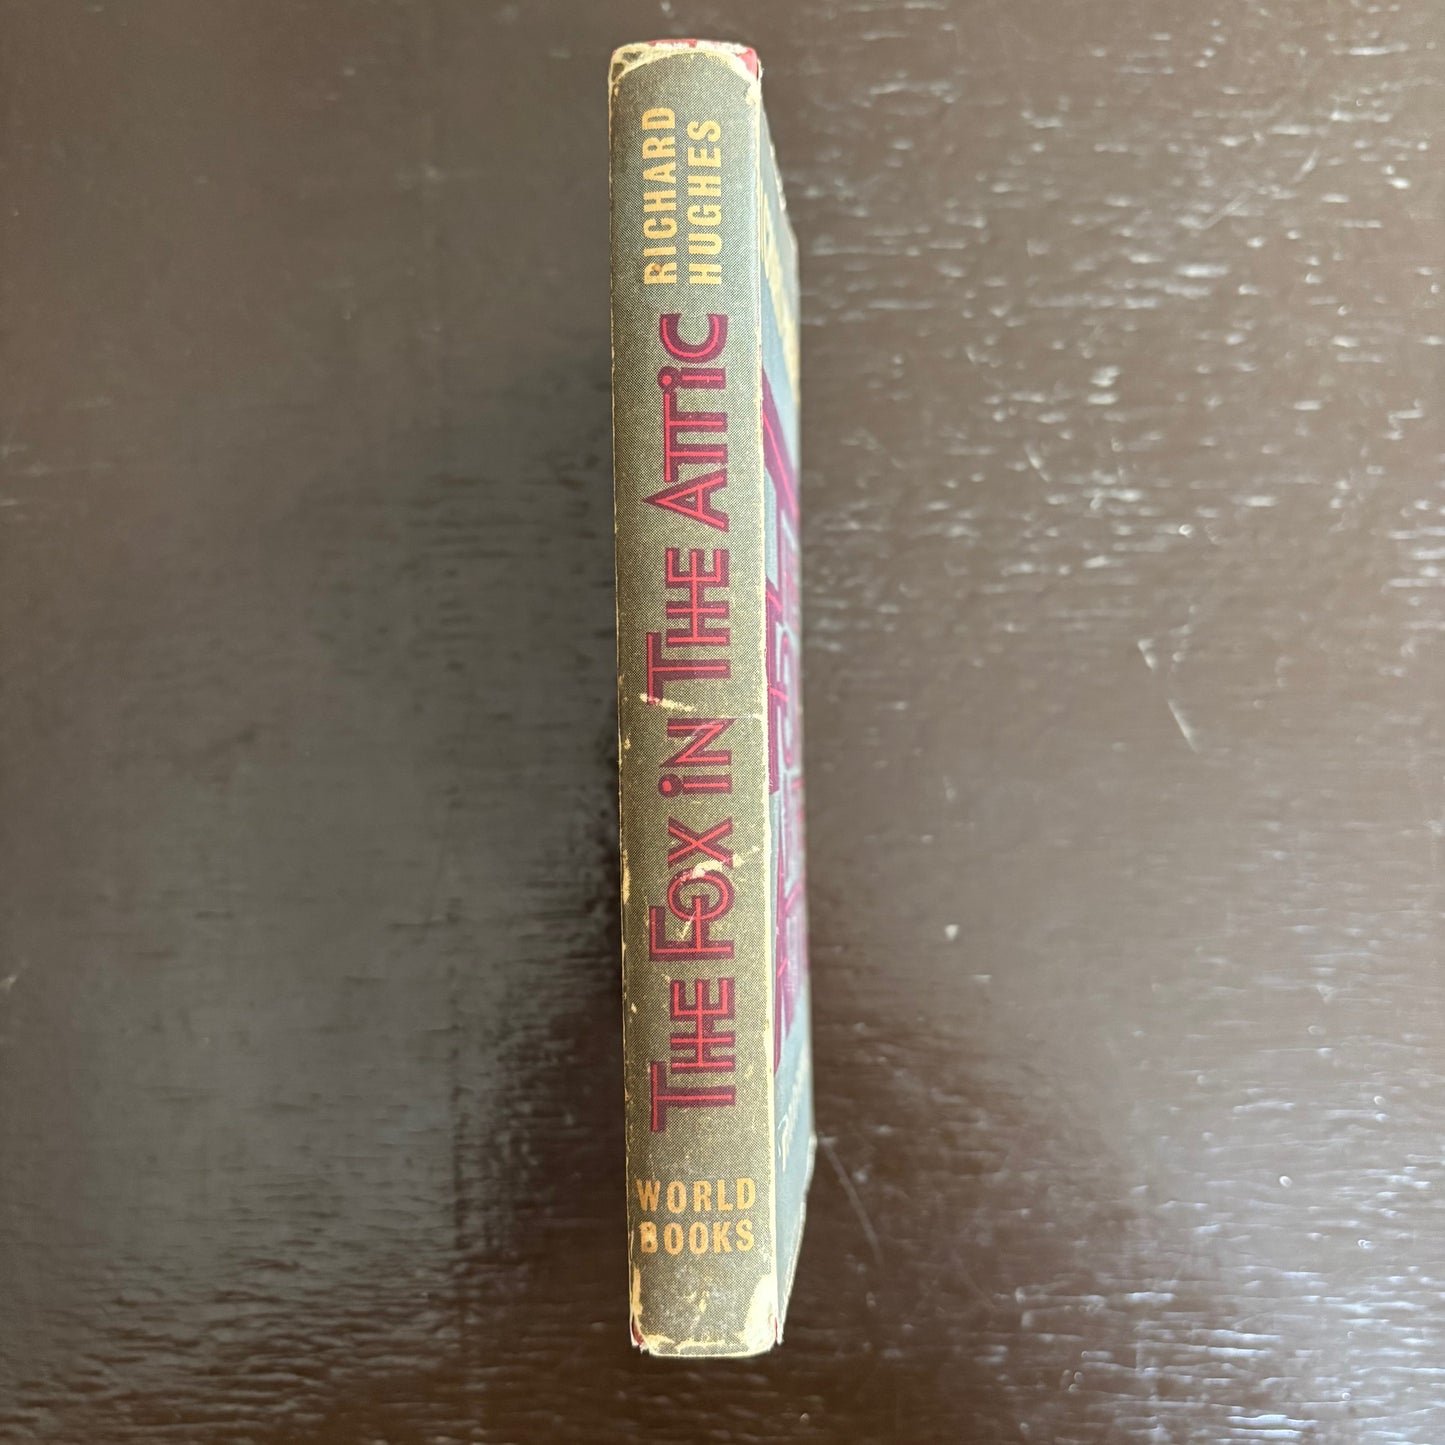 RICHARD
HUGHES
THE FOX IN THE ATTIC
WORLD
BOOKS